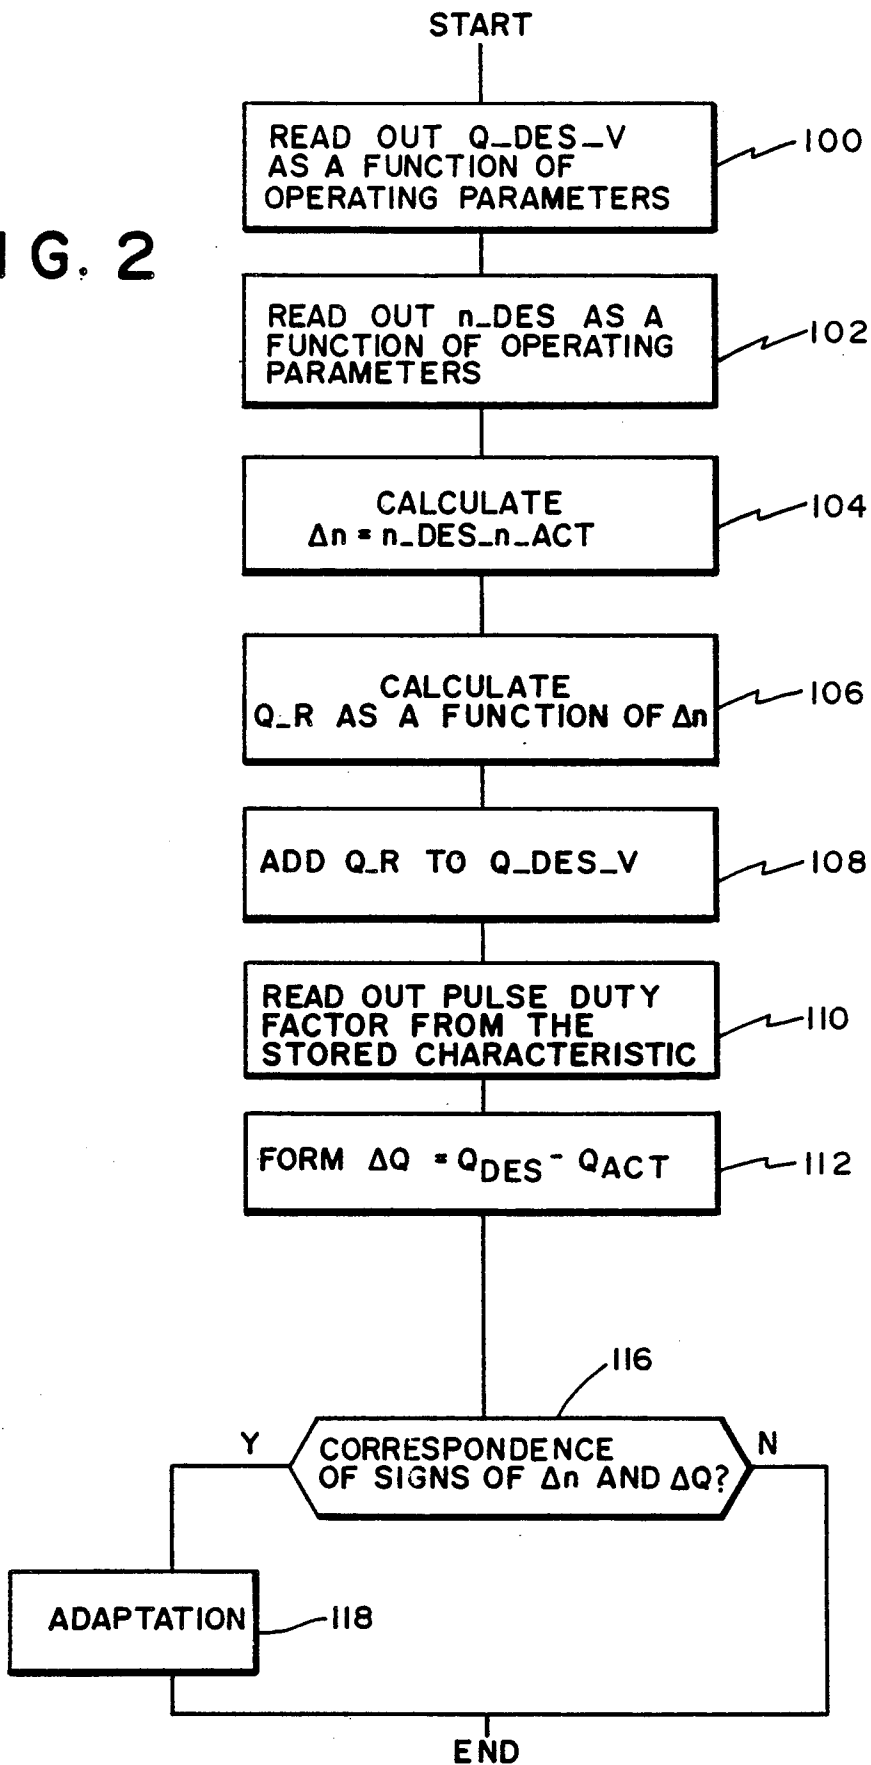 START
READ OUT Q_DES_V
AS A FUNCTION OF
OPERATING PARAMETERS
100
IG. 2
READ OUT n_DES AS A
FUNCTION OF OPERATING
PARAMETERS
102
CALCULATE
Δn = n_DES_n_ACT
104
CALCULATE
Q_R AS A FUNCTION OF Δn
106
ADD Q_R TO Q_DES_V
108
READ OUT PULSE DUTY
FACTOR FROM THE
STORED CHARACTERISTIC
110
FORM ΔQ = QDES - QACT
112
116
Y
CORRESPONDENCE
OF SIGNS OF Δn AND ΔQ?
N
ADAPTATION
118
END